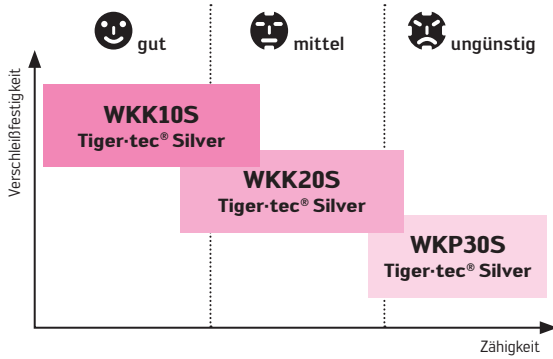 gut
mittel
ungünstig
Verschleißfestigkeit
WKK10S
Tiger·tec® Silver
WKK20S
Tiger·tec® Silver
WKP30S
Tiger·tec® Silver
Zähigkeit